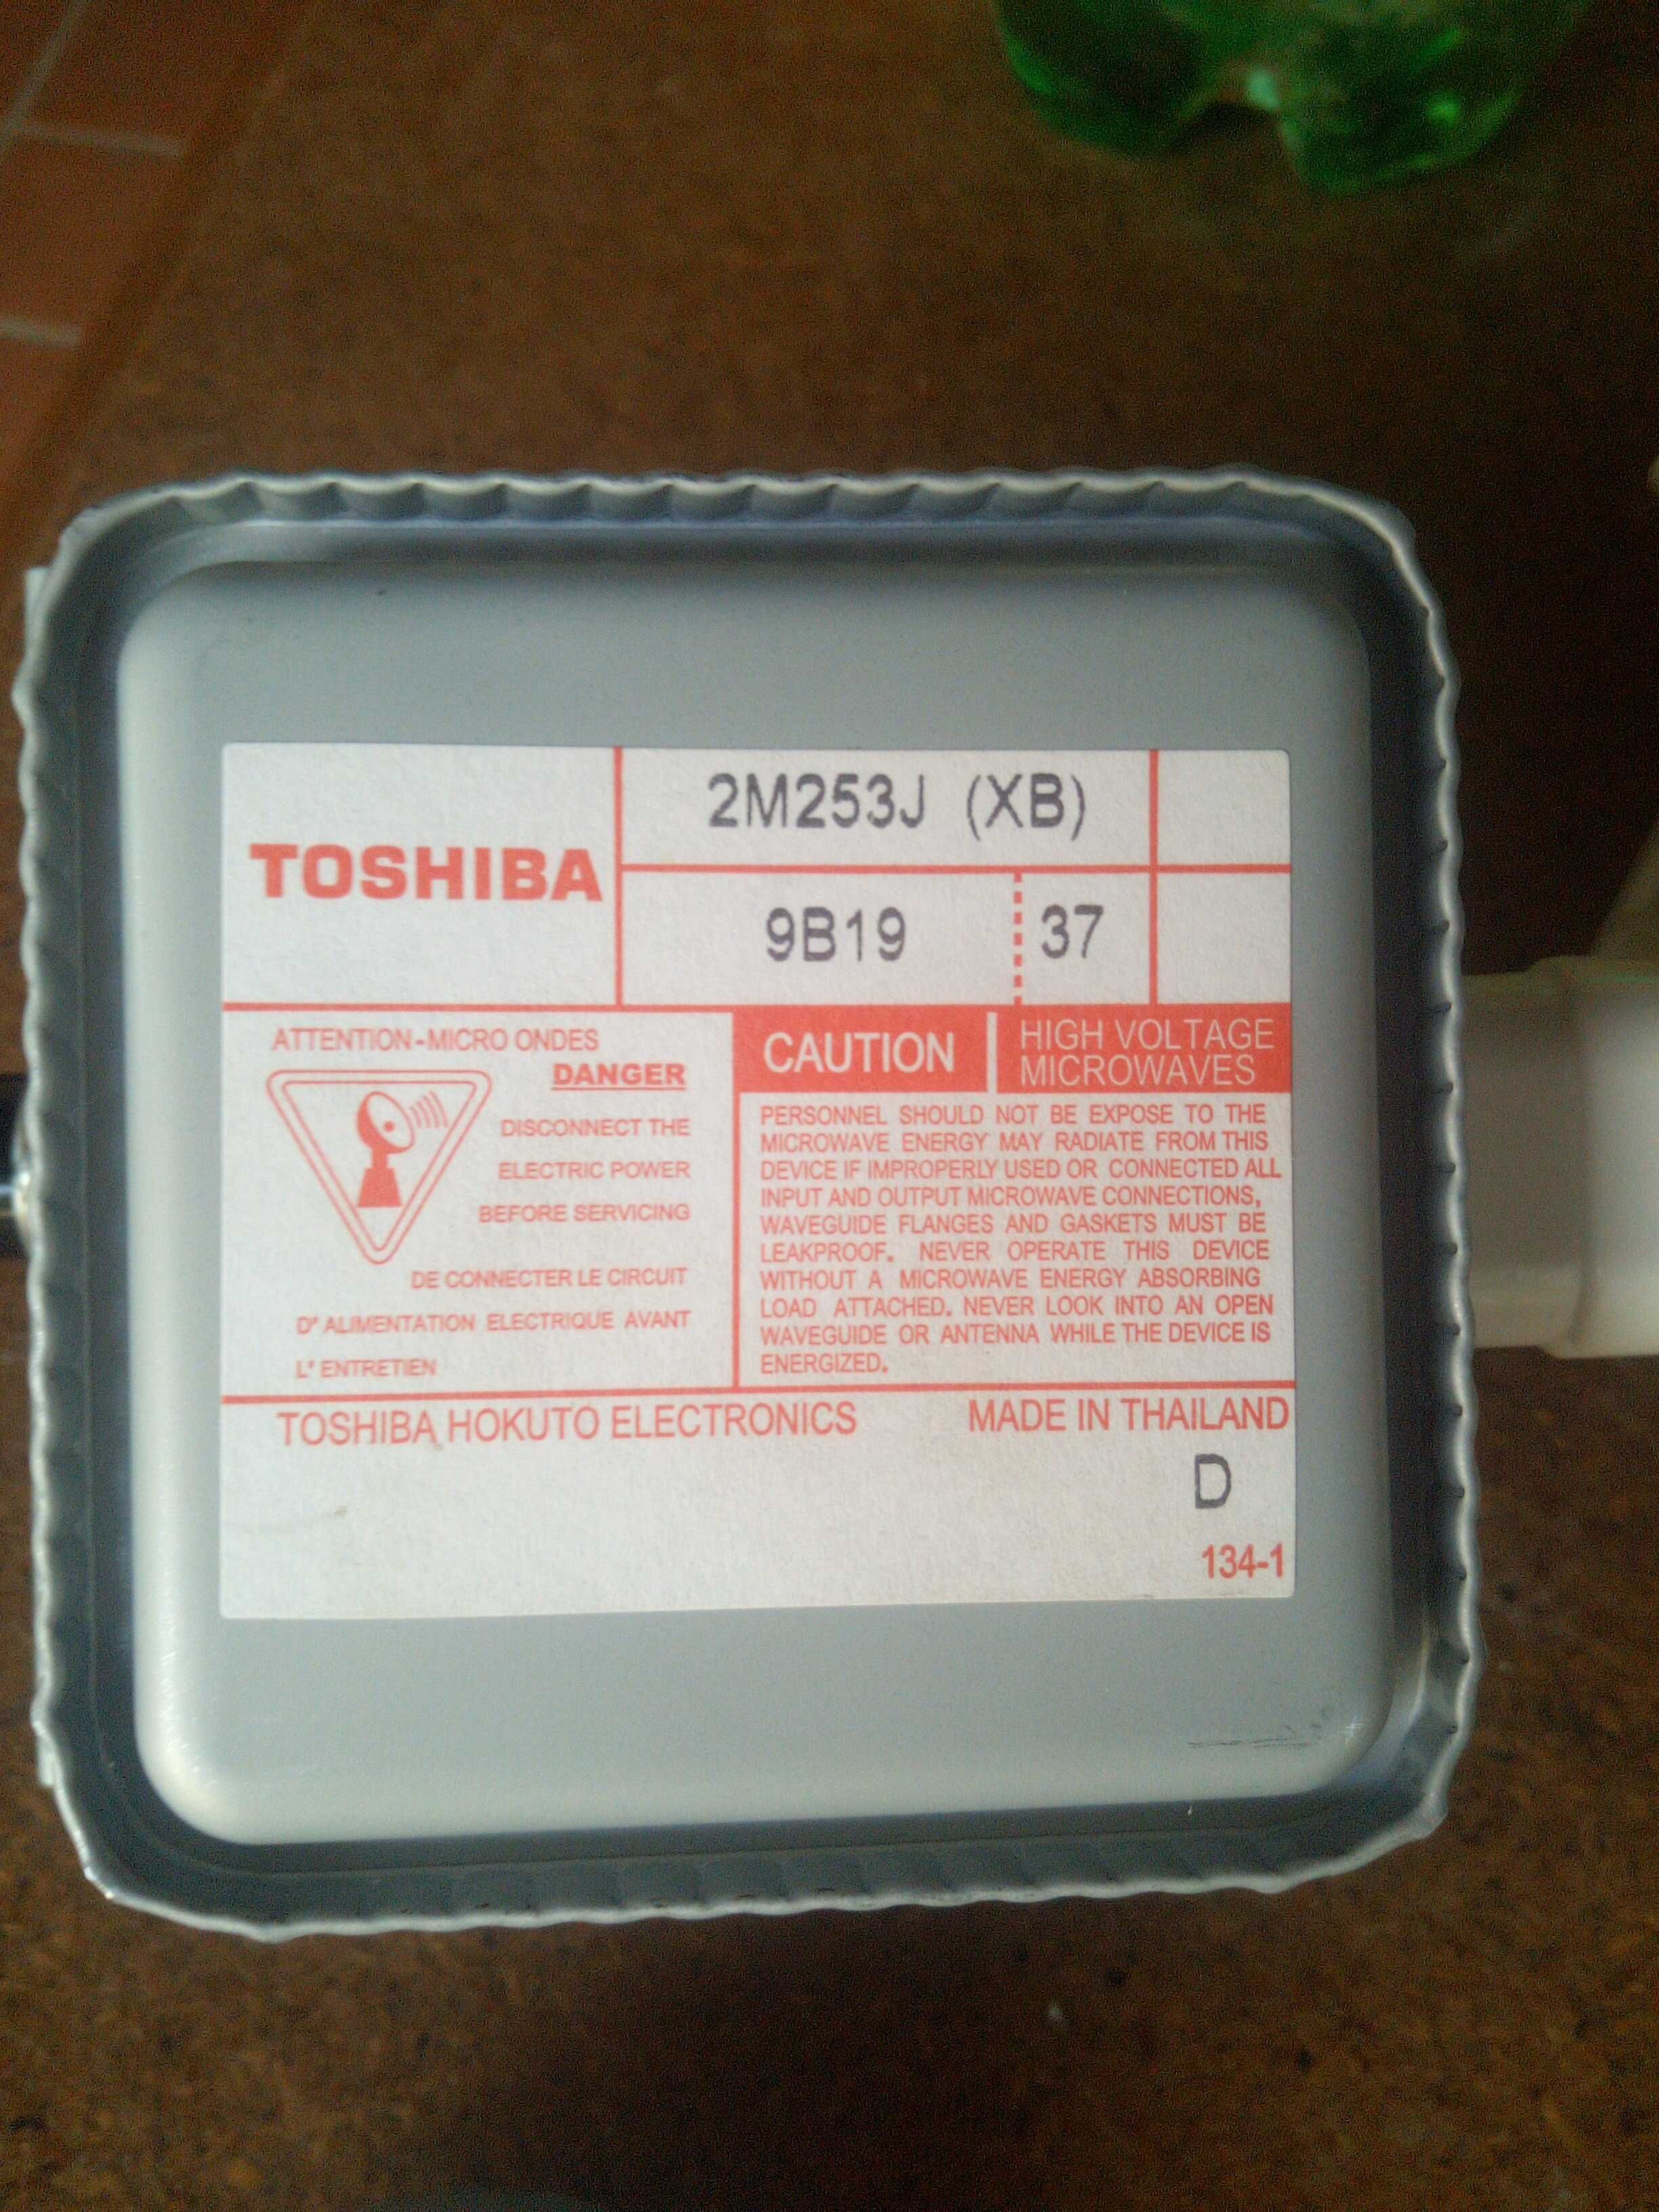 TOSHIBA
2M253J (XB)
9B19 37
ATTENTION-MICRO ONDES
DANGER
DISCONNECT THE
ELECTRIC POWER
BEFORE SERVICING
DE CONNECTER LE CIRCUIT
D' ALIMENTATION ELECTRIQUE AVANT
L' ENTRETIEN
CAUTION
HIGH VOLTAGE
MICROWAVES
PERSONNEL SHOULD NOT BE EXPOSE TO THE
MICROWAVE ENERGY MAY RADIATE FROM THIS
DEVICE IF IMPROPERLY USED OR CONNECTED ALL
INPUT AND OUTPUT MICROWAVE CONNECTIONS,
WAVEGUIDE FLANGES AND GASKETS MUST BE
LEAKPROOF. NEVER OPERATE THIS DEVICE
WITHOUT A MICROWAVE ENERGY ABSORBING
LOAD ATTACHED. NEVER LOOK INTO AN OPEN
WAVEGUIDE OR ANTENNA WHILE THE DEVICE IS
ENERGIZED.
TOSHIBA HOKUTO ELECTRONICS MADE IN THAILAND
D
134-1